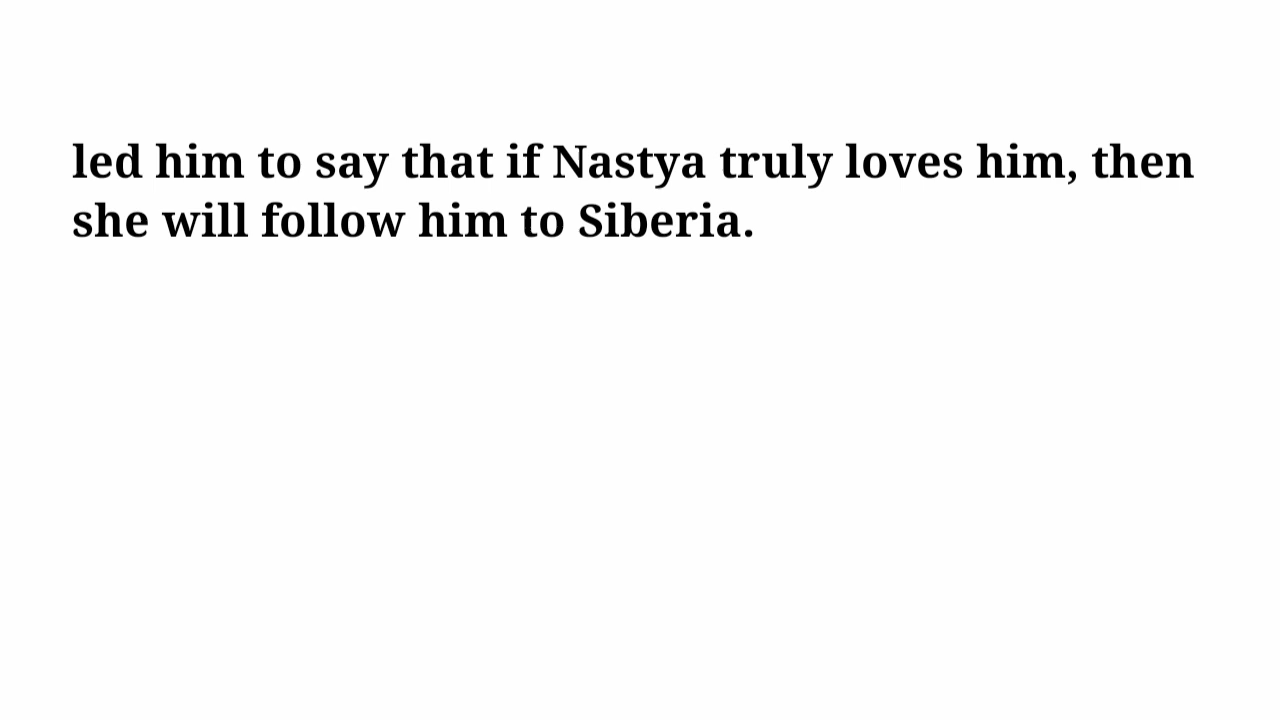 led him to say that if Nastya truly loves him, then
she will follow him to Siberia.